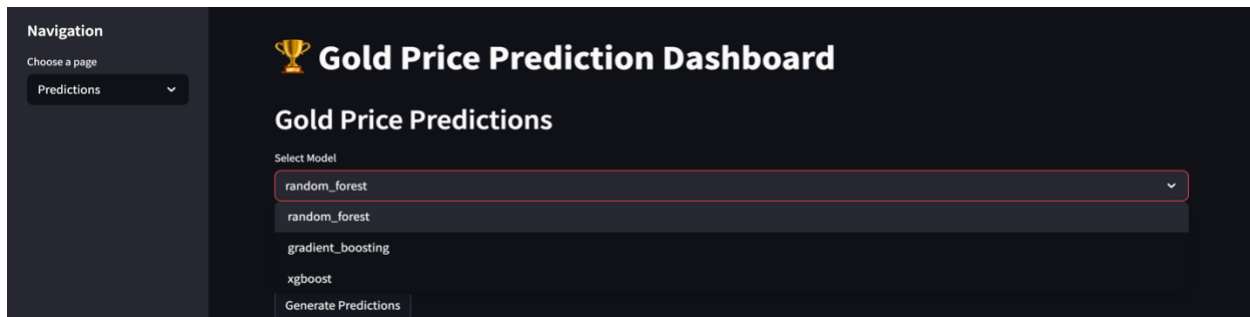 Navigation
Choose a page
Predictions
🏆 Gold Price Prediction Dashboard
Gold Price Predictions
Select Model
random_forest
random_forest
gradient_boosting
xgboost
Generate Predictions